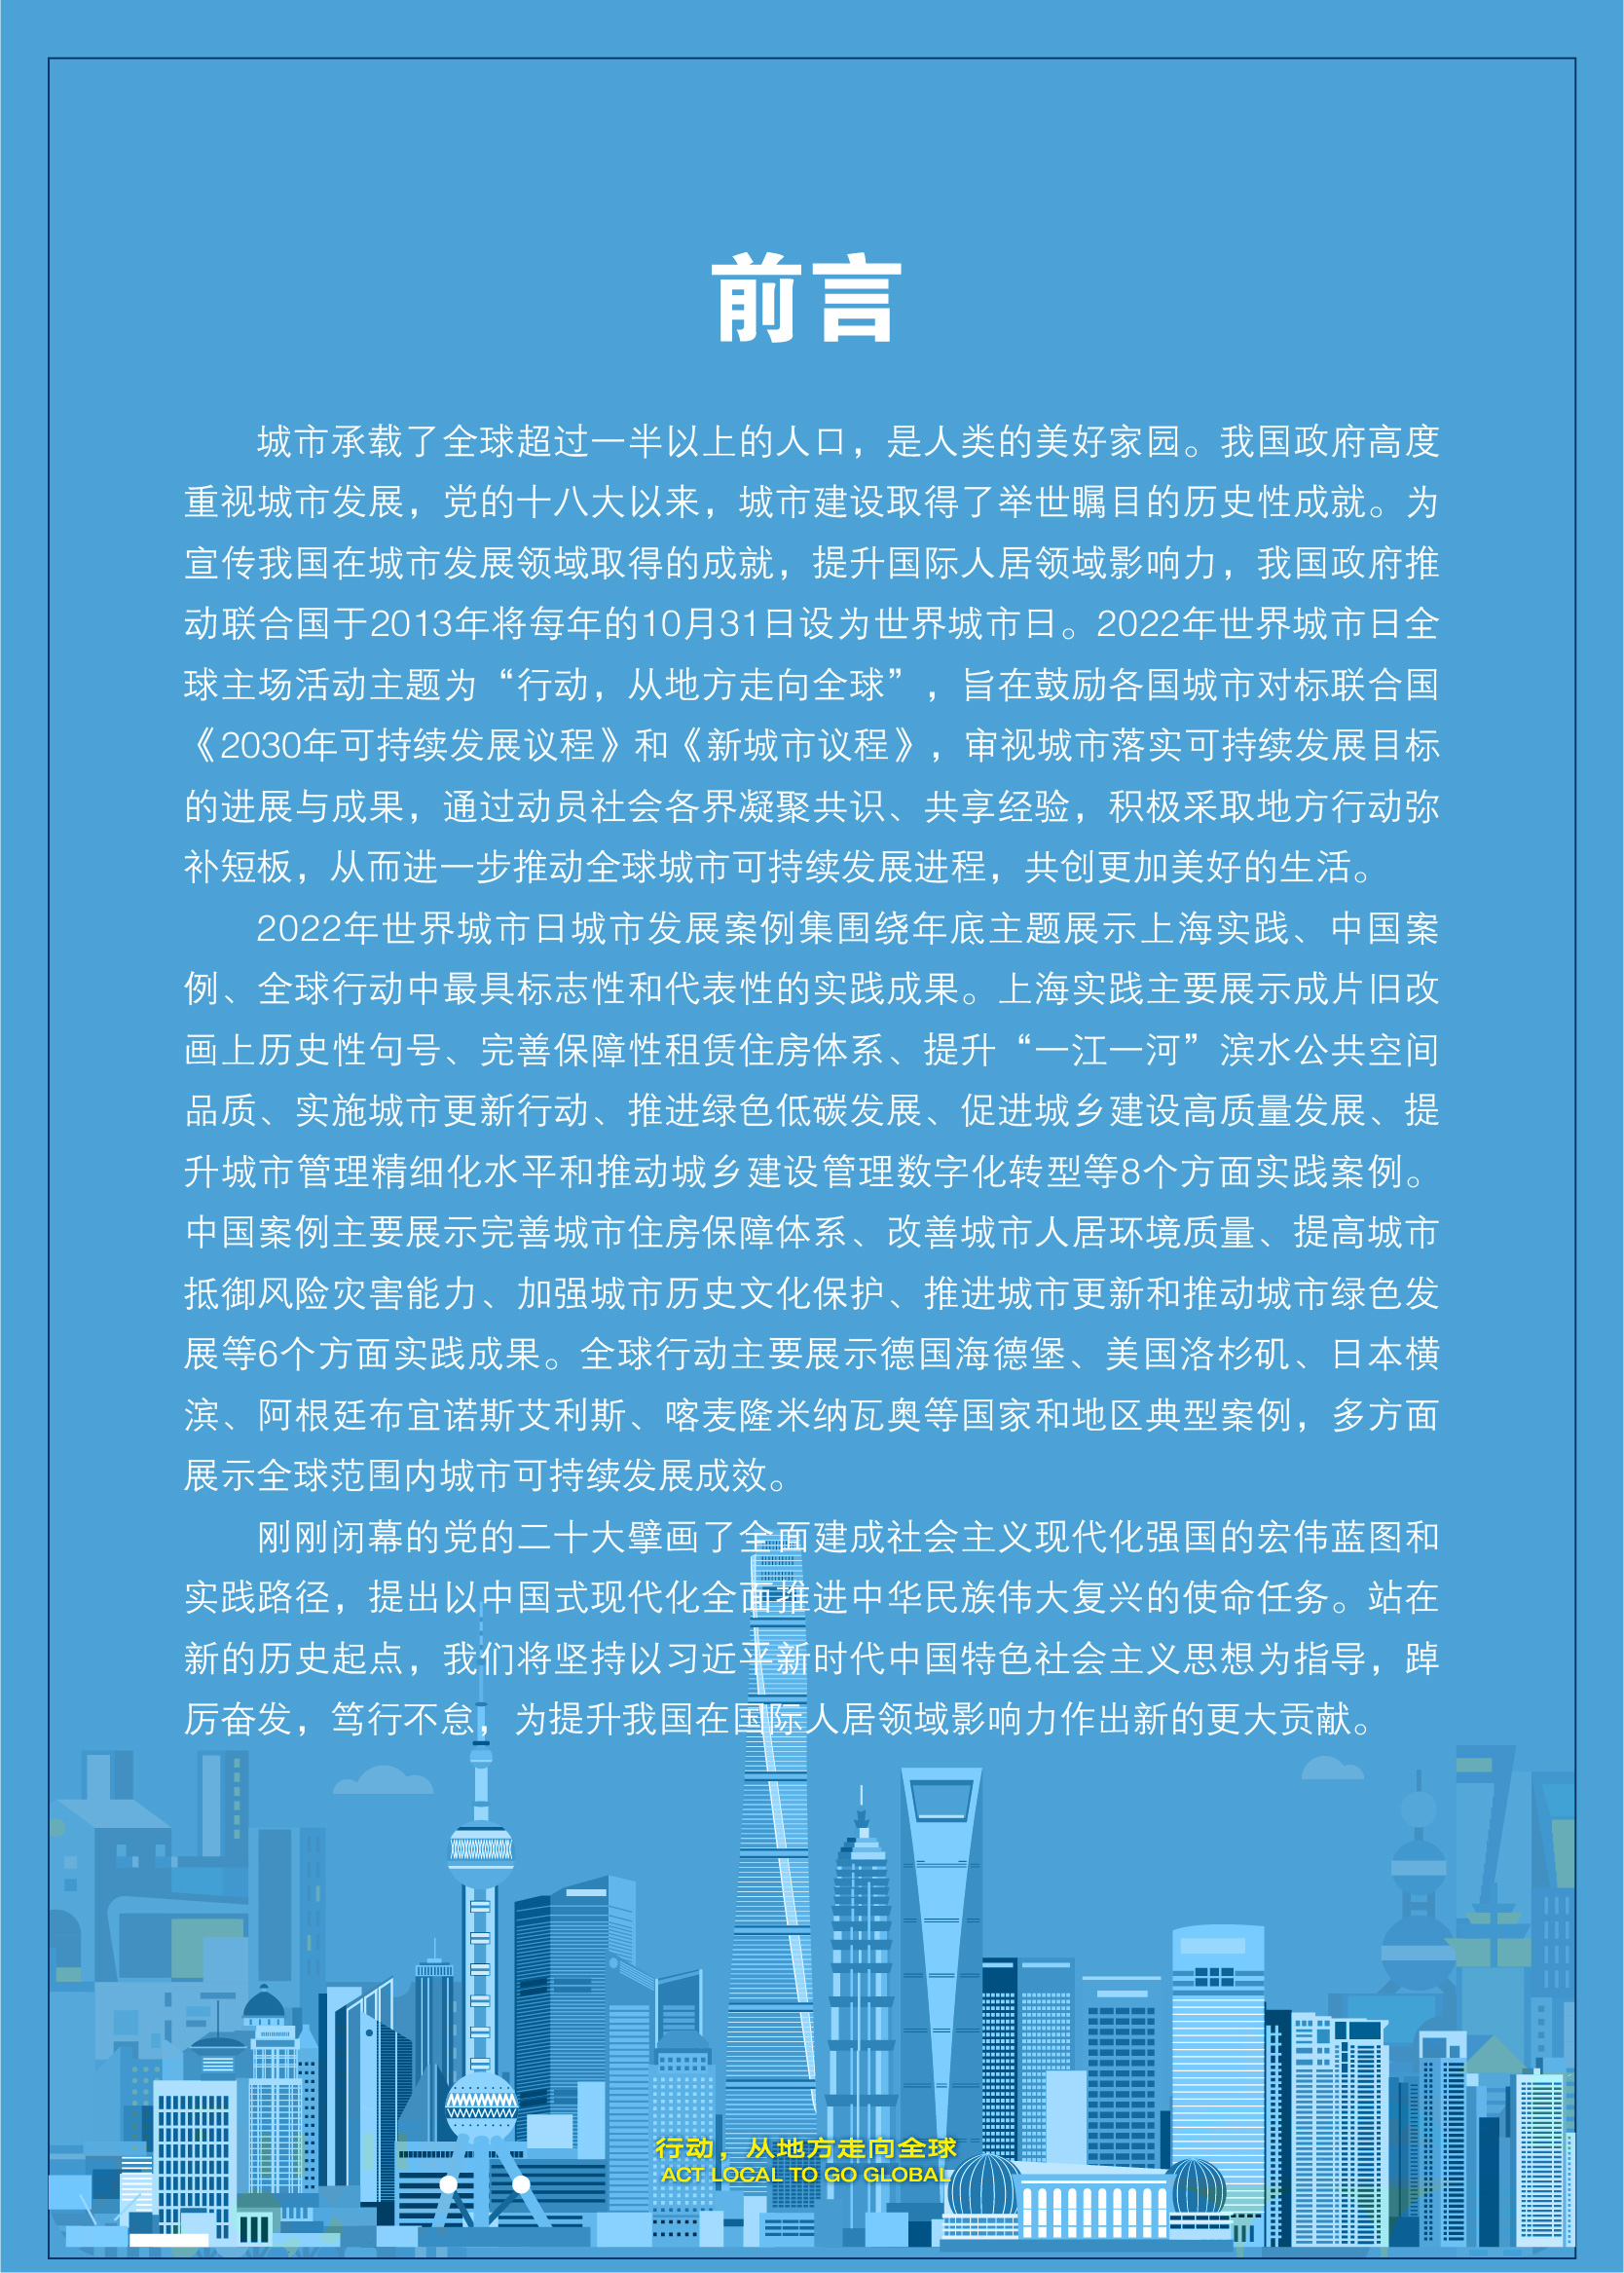 前言
城市承载了全球超过一半以上的人口，是人类的美好家园。我国政府高度
重视城市发展，党的十八大以来，城市建设取得了举世瞩目的历史性成就。为
宣传我国在城市发展领域取得的成就，提升国际人居领域影响力，我国政府推
动联合国于2013年将每年的10月31日设为世界城市日。2022年世界城市日全
球主场活动主题为“行动，从地方走向全球”，旨在鼓励各国城市对标联合国
《2030年可持续发展议程》和《新城市议程》，审视城市落实可持续发展目标
的进展与成果，通过动员社会各界凝聚共识、共享经验，积极采取地方行动弥
补短板，从而进一步推动全球城市可持续发展进程，共创更加美好的生活。
2022年世界城市日城市发展案例集围绕年底主题展示上海实践、中国案
例、全球行动中最具标志性和代表性的实践成果。上海实践主要展示成片旧改
画上历史性句号、完善保障性租赁住房体系、提升“一江一河”滨水公共空间
品质、实施城市更新行动、推进绿色低碳发展、促进城乡建设高质量发展、提
升城市管理精细化水平和推动城乡建设管理数字化转型等8个方面实践案例。
中国案例主要展示完善城市住房保障体系、改善城市人居环境质量、提高城市
抵御风险灾害能力、加强城市历史文化保护、推进城市更新和推动城市绿色发
展等6个方面实践成果。全球行动主要展示德国海德堡、美国洛杉矶、日本横
滨、阿根廷布宜诺斯艾利斯、喀麦隆米纳瓦奥等国家和地区典型案例，多方面
展示全球范围内城市可持续发展成效。
刚刚闭幕的党的二十大擘画了全面建成社会主义现代化强国的宏伟蓝图和
实践路径，提出以中国式现代化全面推进中华民族伟大复兴的使命任务。站在
新的历史起点，我们将坚持以习近平新时代中国特色社会主义思想为指导，踔
厉奋发，笃行不怠，为提升我国在国际人居领域影响力作出新的更大贡献。
行动，从地方走向全球
ACT LOCAL TO GO GLOBAL